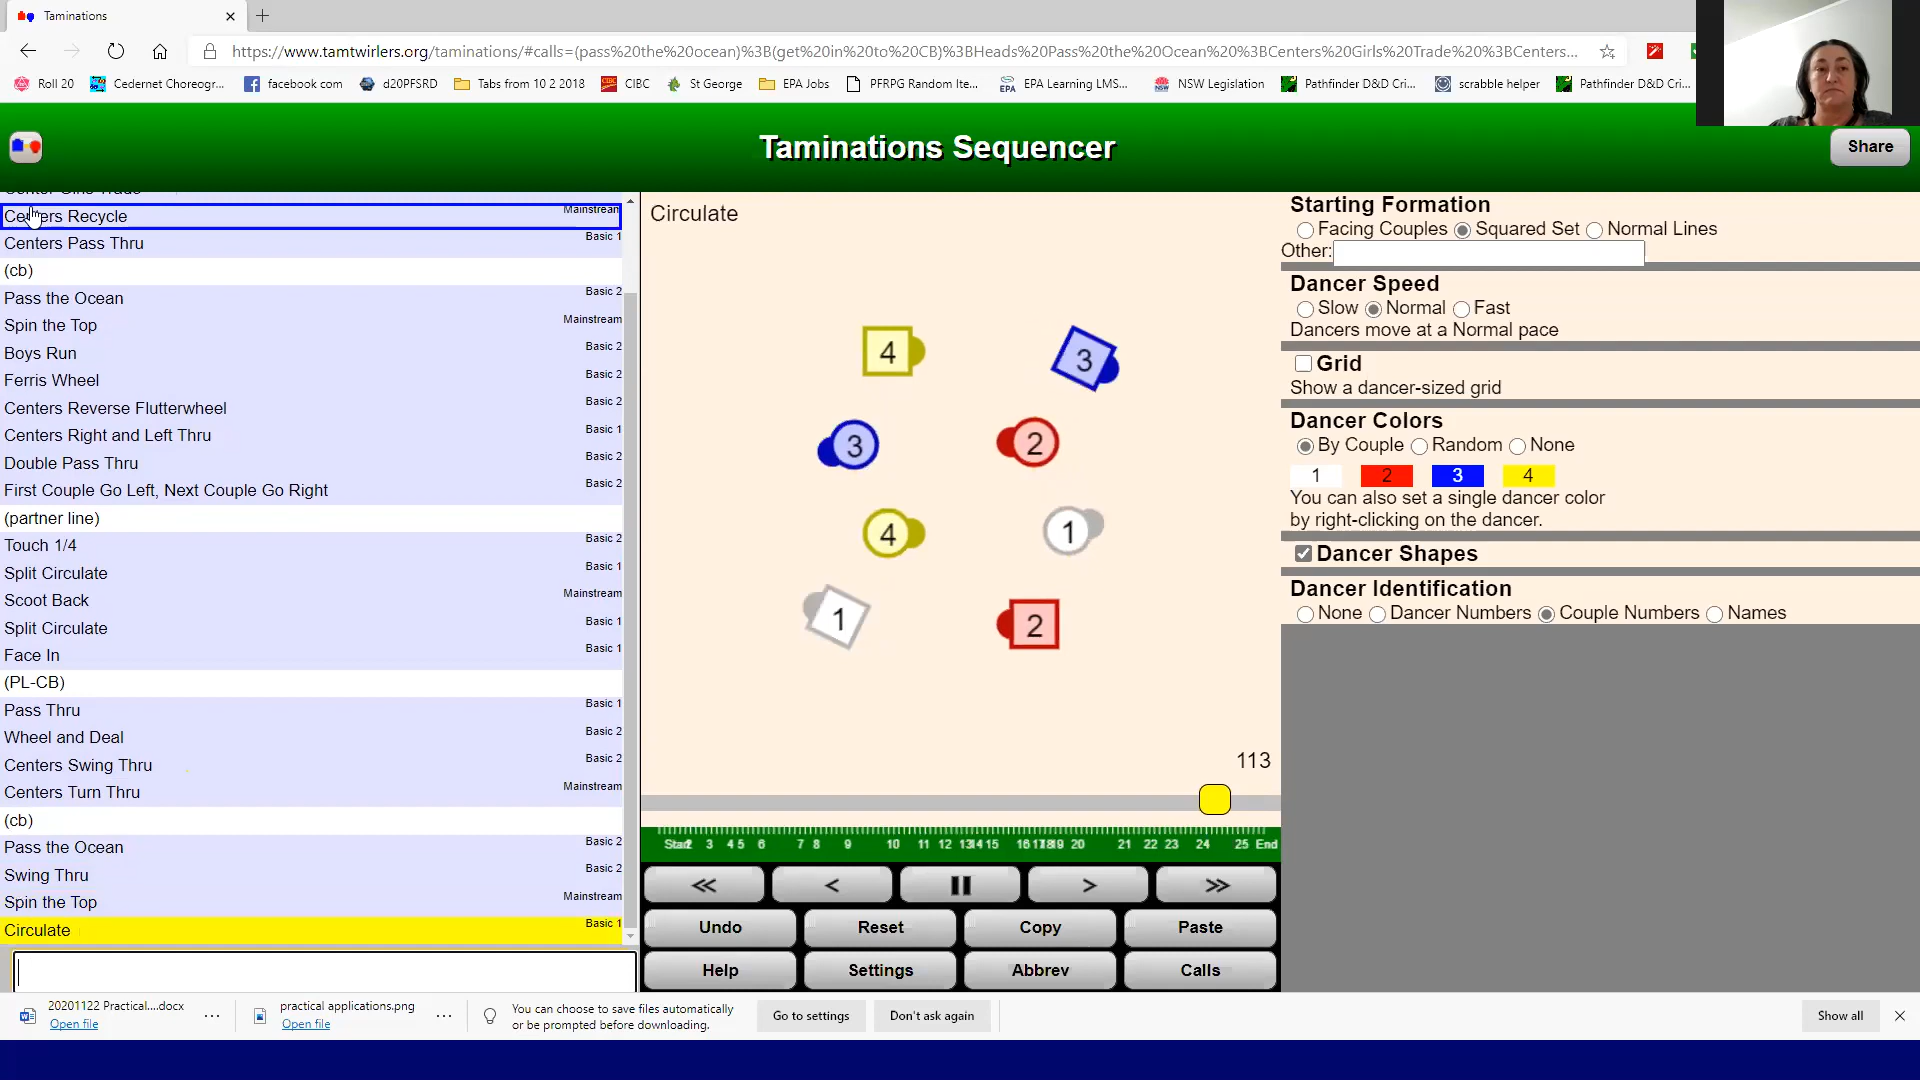 Taminations
https://www.tamtwirlers.org/taminations/#calls=(pass%20the%20ocean)%3B(get%20in%20to%20CB)%3BHeads%20Pass%20the%20Ocean%20%3BCenters%20Girls%20Trade%20%3BCenters...
Roll 20
Cedernet Choreogr...
facebook com
d20PFSRD
Tabs from 10 2 2018
CIBC
St George
EPA Jobs
PFRPG Random Ite...
EPA Learning LMS...
NSW Legislation
Pathfinder D&D Cri...
scrabble helper
Pathfinder D&D Cri...
Taminations Sequencer
Share
Centers Recycle Mainstream
Centers Pass Thru Basic 1
(cb)
Pass the Ocean Basic 2
Spin the Top Mainstream
Boys Run Basic 2
Ferris Wheel Basic 2
Centers Reverse Flutterwheel Basic 2
Centers Right and Left Thru Basic 1
Double Pass Thru Basic 2
First Couple Go Left, Next Couple Go Right Basic 2
(partner line)
Touch 1/4 Basic 2
Split Circulate Basic 1
Scoot Back Mainstream
Split Circulate Basic 1
Face In Basic 1
(PL-CB)
Pass Thru Basic 1
Wheel and Deal Basic 2
Centers Swing Thru Basic 2
Centers Turn Thru Mainstream
(cb)
Pass the Ocean Basic 2
Swing Thru Basic 2
Spin the Top Mainstream
Circulate Basic 1
Circulate
4 3
3 2
4 1
1 2
113
Start 2 3 4 5 6 7 8 9 10 11 12 13 14 15 16 17 18 19 20 21 22 23 24 25 End
<< < > >>
Undo Reset Copy Paste
Help Settings Abbrev Calls
Starting Formation
Facing Couples Squared Set Normal Lines
Other:
Dancer Speed
Slow Normal Fast
Dancers move at a Normal pace
Grid
Show a dancer-sized grid
Dancer Colors
By Couple Random None
1 2 3 4
You can also set a single dancer color
by right-clicking on the dancer.
Dancer Shapes
Dancer Identification
None Dancer Numbers Couple Numbers Names
20201122 Practical....docx
Open file
practical applications.png
Open file
You can choose to save files automatically
or be prompted before downloading.
Go to settings
Don't ask again
Show all